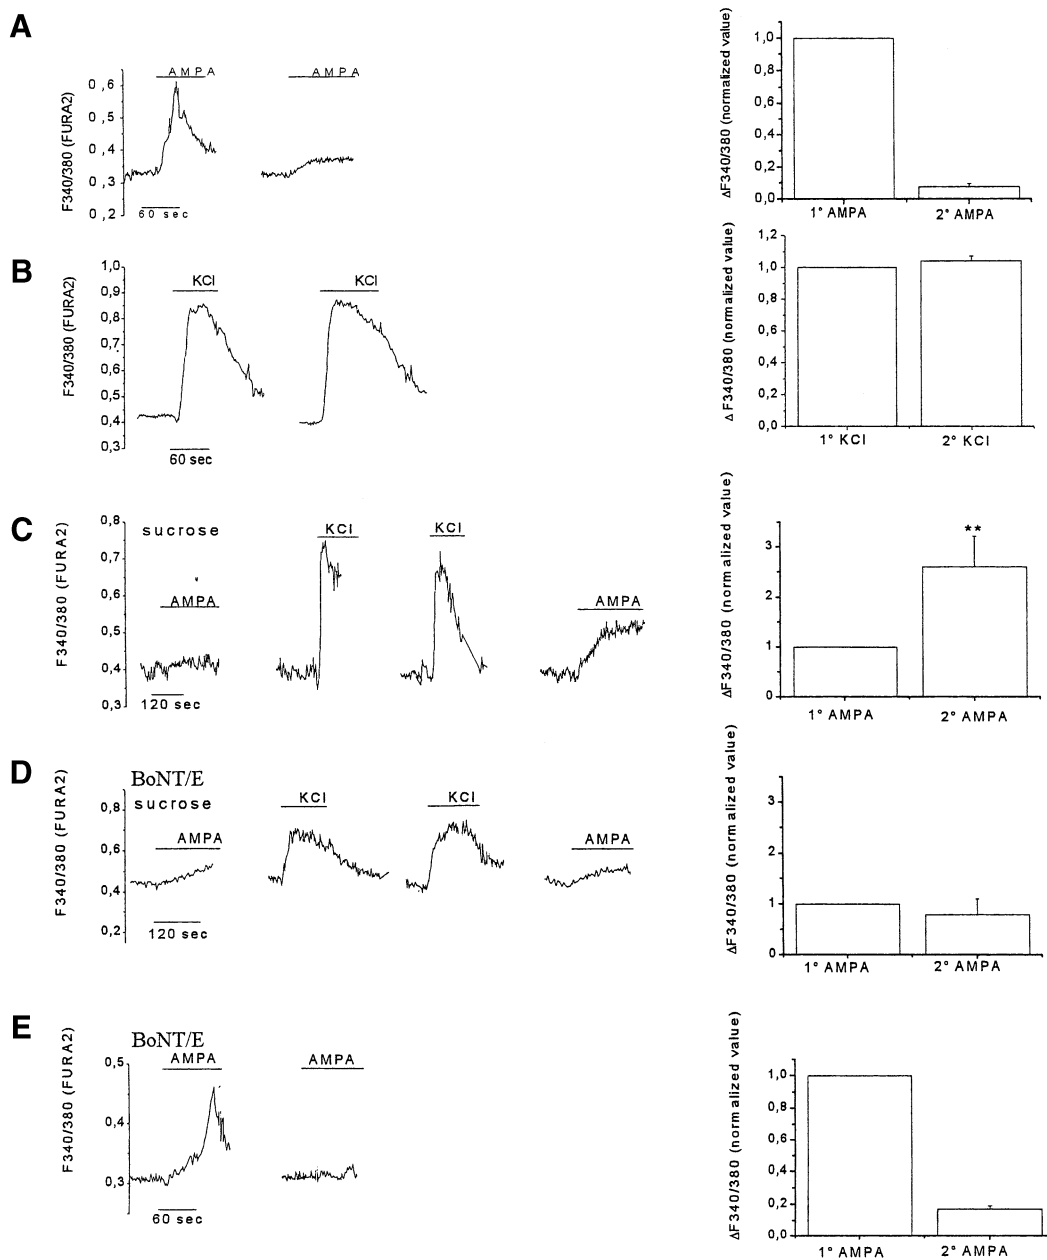 A
F340/380 (FURA2)
0,6
0,5
0,4
0,3
0,2
AMPA
AMPA
60 sec
ΔF340/380 (normalized value)
1,0
0,8
0,6
0,4
0,2
0,0
1° AMPA
2° AMPA
B
F340/380 (FURA2)
1,0
0,9
0,8
0,7
0,6
0,5
0,4
0,3
KCl
KCl
60 sec
Δ F340/380 (normalized value)
1,2
1,0
0,8
0,6
0,4
0,2
0,0
1° KCl
2° KCl
C
F340/380 (FURA2)
0,8
0,7
0,6
0,5
0,4
0,3
sucrose
AMPA
KCl
KCl
AMPA
120 sec
ΔF340/380 (normalized value)
3
2
1
0
**
1° AMPA
2° AMPA
D
F340/380 (FURA2)
BoNT/E
sucrose
0,8
0,6
0,4
0,2
AMPA
KCl
KCl
AMPA
120 sec
ΔF340/380 (normalized value)
3
2
1
0
1° AMPA
2° AMPA
E
F340/380 (FURA2)
BoNT/E
0,5
0,4
0,3
AMPA
AMPA
60 sec
ΔF340/380 (normalized value)
1,0
0,8
0,6
0,4
0,2
0,0
1° AMPA
2° AMPA